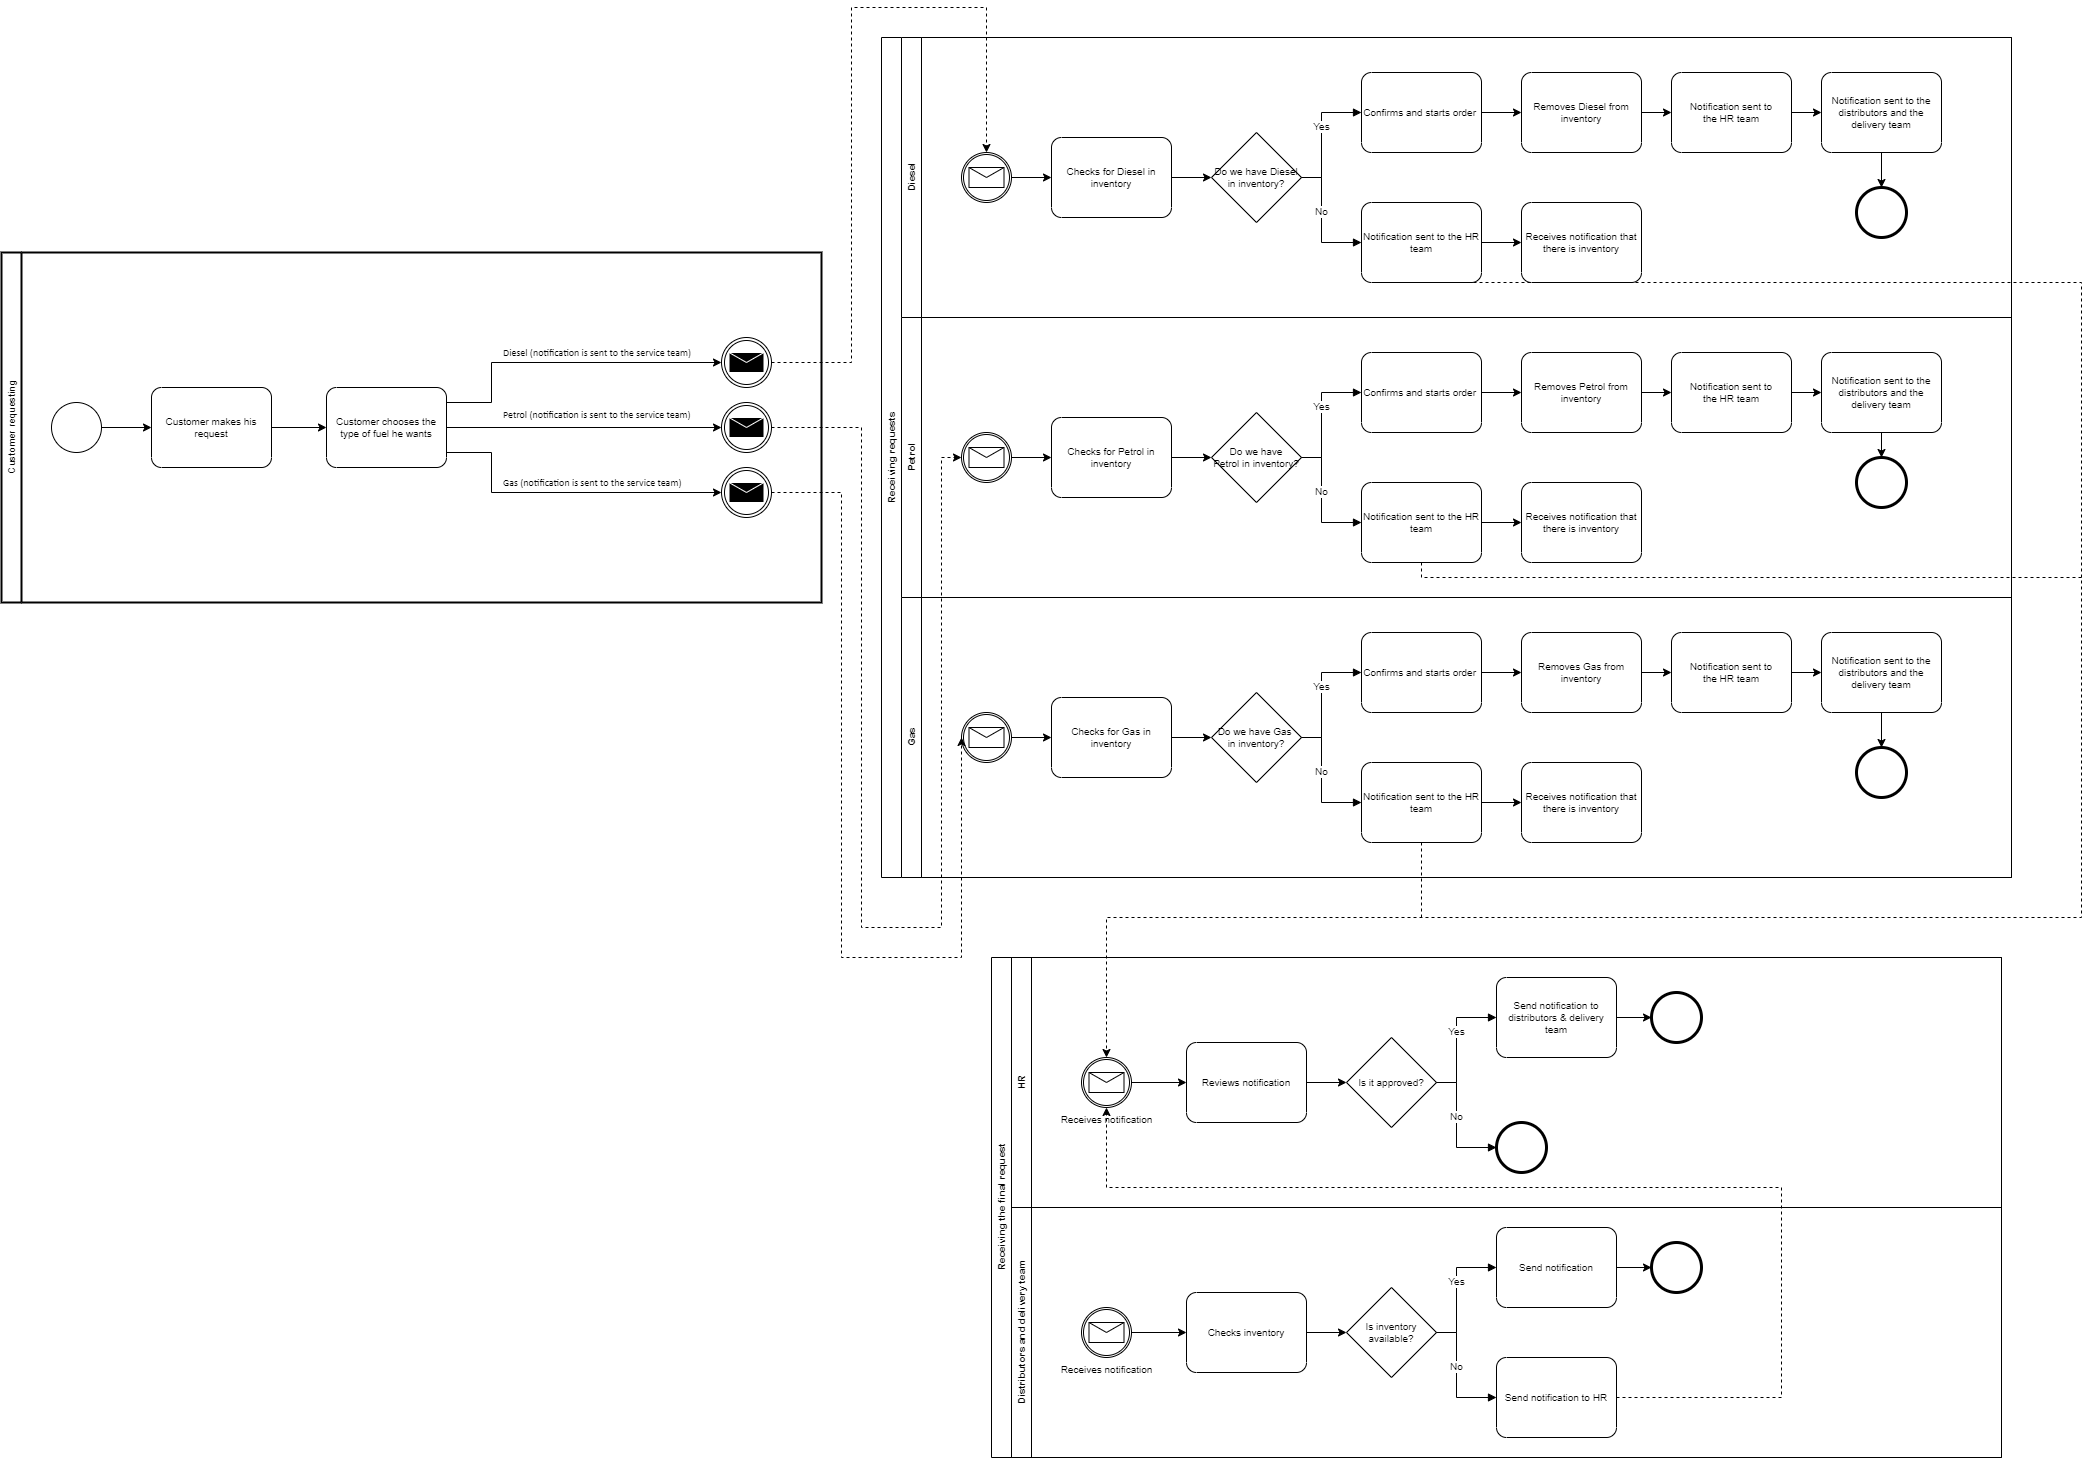 Customer requesting
Customer makes his
request
Customer chooses the
type of fuel he wants
Diesel (notification is sent to the service team)
Petrol (notification is sent to the service team)
Gas (notification is sent to the service team)
Receiving requests
Diesel
Checks for Diesel in
inventory
Do we have Diesel
in inventory?
Yes
Confirms and starts order
Removes Diesel from
inventory
Notification sent to
the HR team
Notification sent to the
distributors and the
delivery team
No
Notification sent to the HR
team
Receives notification that
there is inventory
Petrol
Checks for Petrol in
inventory
Do we have
Petrol in inventory?
Yes
Confirms and starts order
Removes Petrol from
inventory
Notification sent to
the HR team
Notification sent to the
distributors and the
delivery team
No
Notification sent to the HR
team
Receives notification that
there is inventory
Gas
Checks for Gas in
inventory
Do we have Gas
in inventory?
Yes
Confirms and starts order
Removes Gas from
inventory
Notification sent to
the HR team
Notification sent to the
distributors and the
delivery team
No
Notification sent to the HR
team
Receives notification that
there is inventory
Receiving the final request
HR
Receives notification
Reviews notification
Is it approved?
Yes
Send notification to
distributors & delivery
team
No
Distributors and delivery team
Receives notification
Checks inventory
Is inventory
available?
Yes
Send notification
No
Send notification to HR